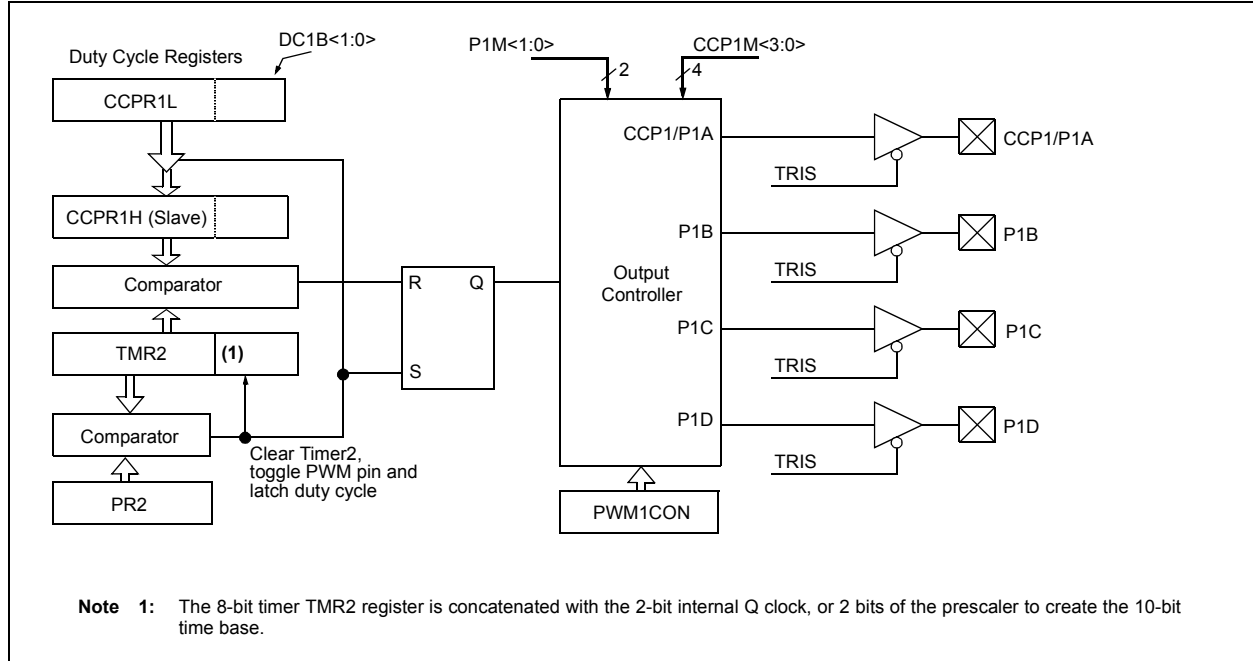 DC1B<1:0>
Duty Cycle Registers
CCPR1L
CCPR1H (Slave)
Comparator
TMR2 (1)
Comparator
PR2
Clear Timer2,
toggle PWM pin and
latch duty cycle
R Q
S
P1M<1:0>
2
CCP1M<3:0>
4
Output
Controller
CCP1/P1A
P1B
P1C
P1D
PWM1CON
TRIS
CCP1/P1A
TRIS
P1B
TRIS
P1C
TRIS
P1D
Note 1: The 8-bit timer TMR2 register is concatenated with the 2-bit internal Q clock, or 2 bits of the prescaler to create the 10-bit
time base.